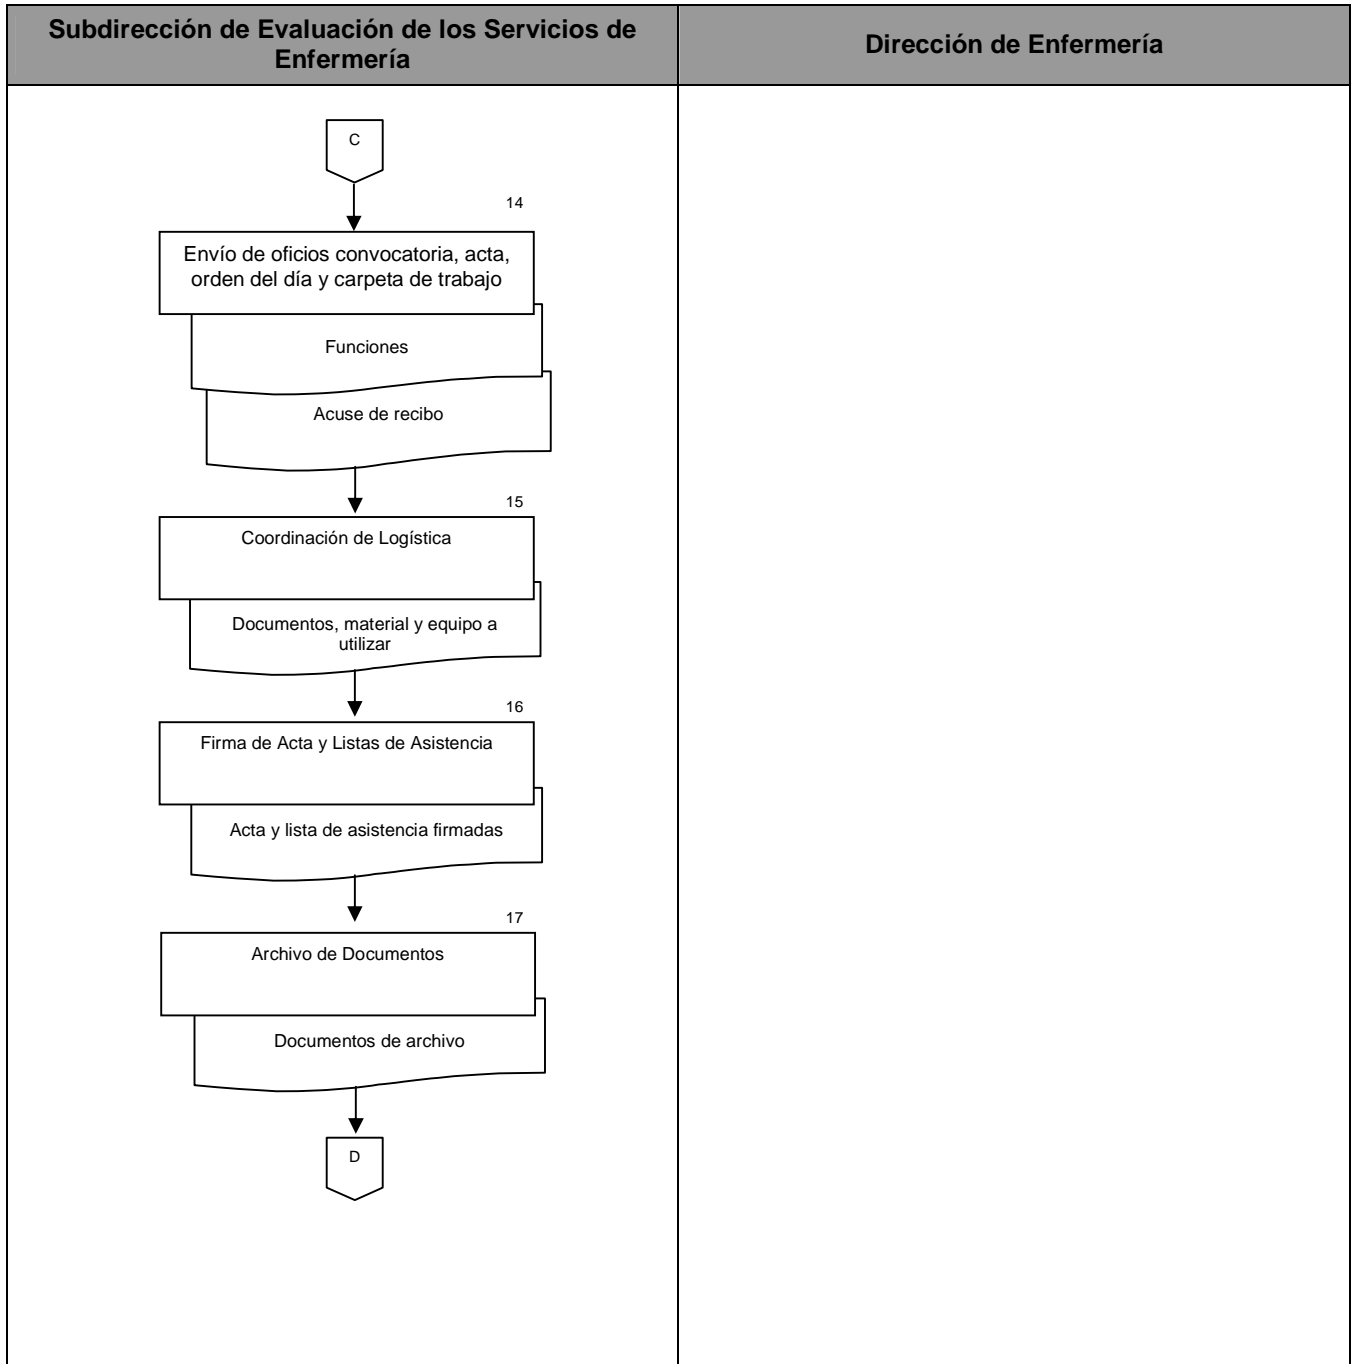 Subdirección de Evaluación de los Servicios de
Enfermería
Dirección de Enfermería
C
14
Envío de oficios convocatoria, acta,
orden del día y carpeta de trabajo
Funciones
Acuse de recibo
15
Coordinación de Logística
Documentos, material y equipo a
utilizar
16
Firma de Acta y Listas de Asistencia
Acta y lista de asistencia firmadas
17
Archivo de Documentos
Documentos de archivo
D